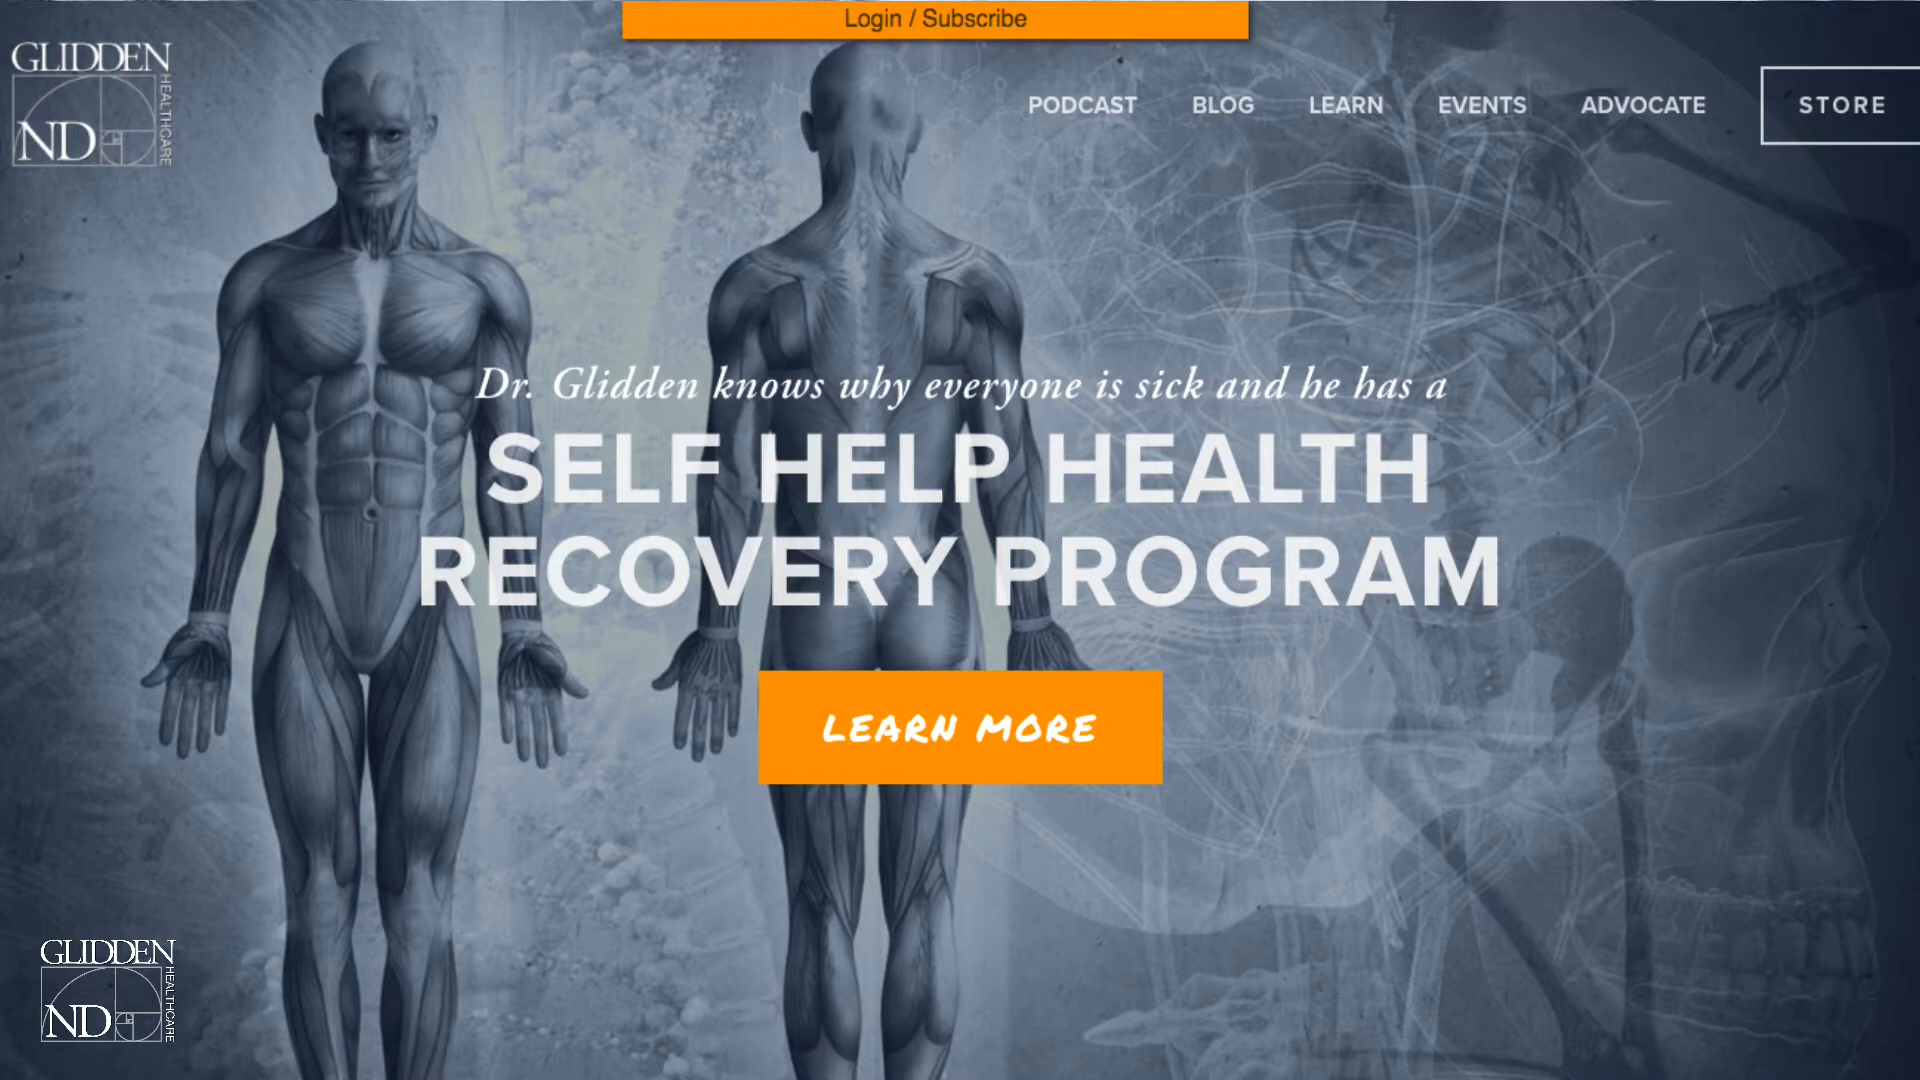 Login / Subscribe
GLIDDEN
HEALTHCARE
ND
PODCAST BLOG LEARN EVENTS ADVOCATE STORE
Dr. Glidden knows why everyone is sick and he has a
SELF HELP HEALTH
RECOVERY PROGRAM
LEARN MORE
GLIDDEN
HEALTHCARE
ND